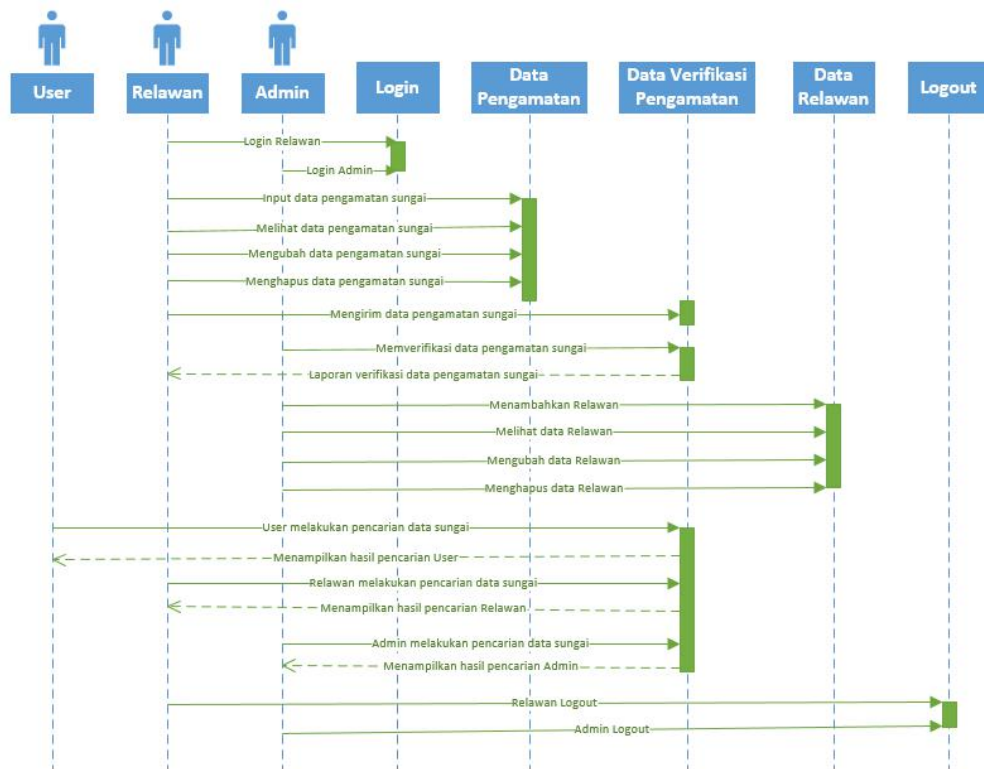 User
Relawan
Admin
Login
Data
Pengamatan
Data Verifikasi
Pengamatan
Data
Relawan
Logout
Login Relawan
Login Admin
Input data pengamatan sungai
Melihat data pengamatan sungai
Mengubah data pengamatan sungai
Menghapus data pengamatan sungai
Mengirim data pengamatan sungai
Memverifikasi data pengamatan sungai
Laporan verifikasi data pengamatan sungai
Menambahkan Relawan
Melihat data Relawan
Mengubah data Relawan
Menghapus data Relawan
User melakukan pencarian data sungai
Menampilkan hasil pencarian User
Relawan melakukan pencarian data sungai
Menampilkan hasil pencarian Relawan
Admin melakukan pencarian data sungai
Menampilkan hasil pencarian Admin
Relawan Logout
Admin Logout